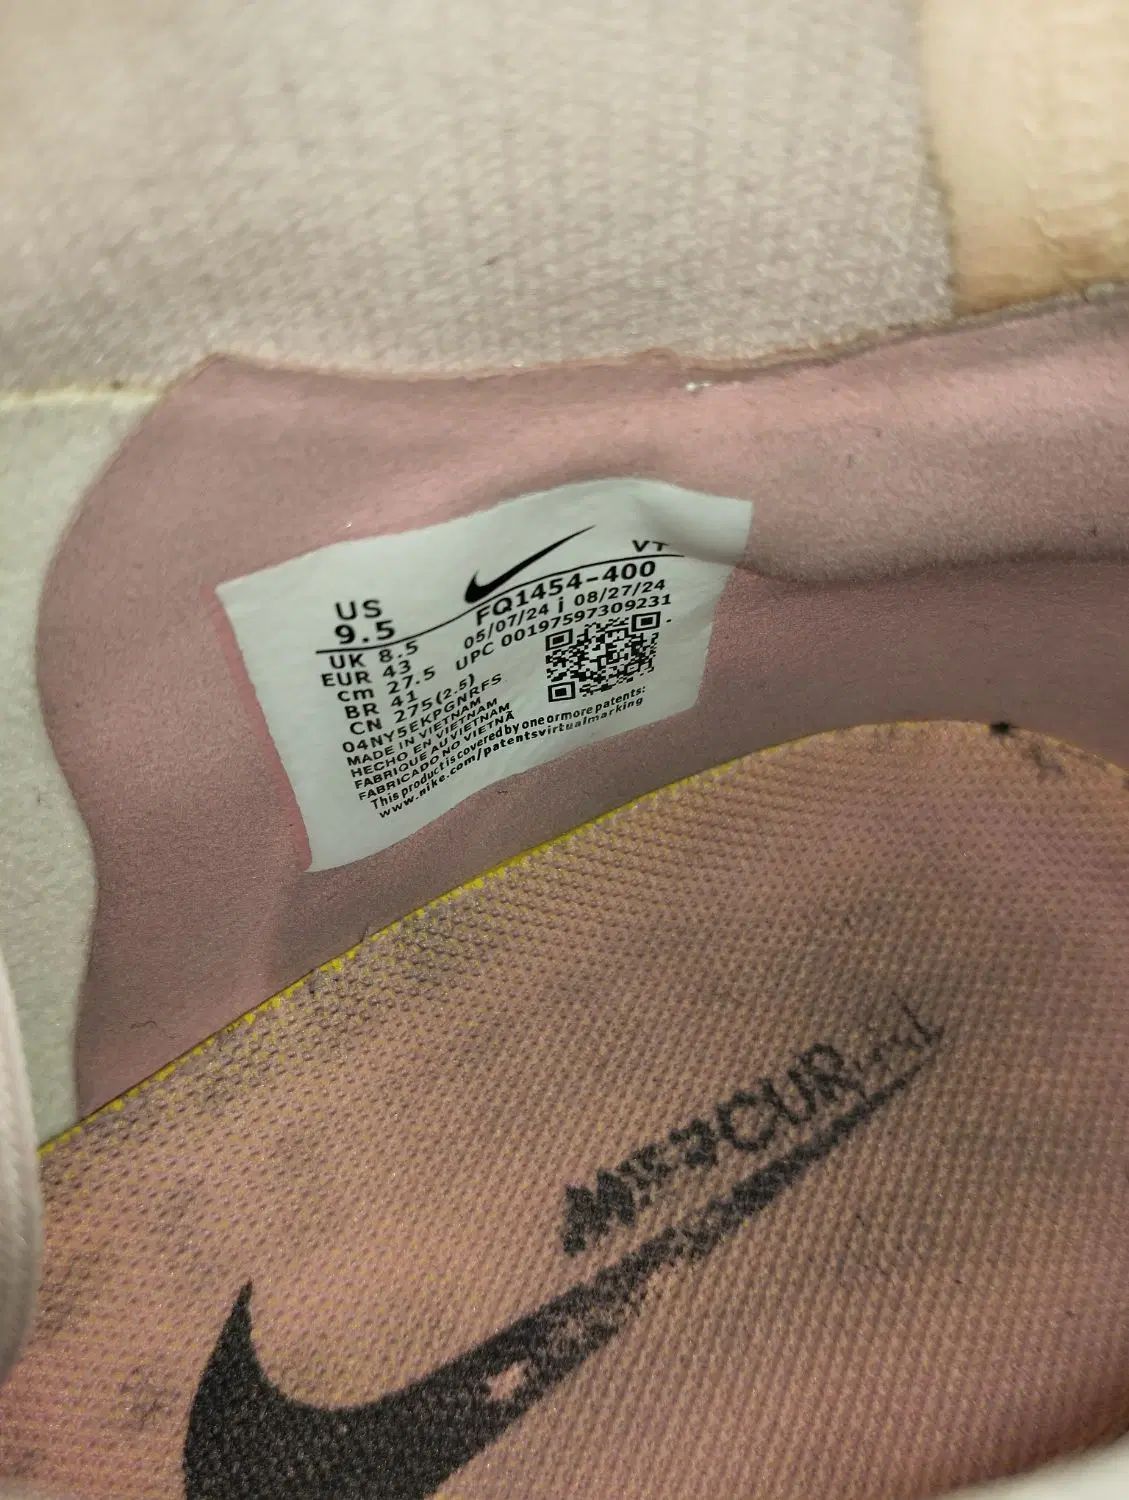 VT
US
9.5
FQ1454-400
05/07/24 j 08/27/24
UPC 00197597309231
UK 8.5
EUR 43
cm 27.5
BR 41
CN 275(2.5)
04NY5EKPGNRFS
MADE IN VIETNAM
HECHO EN VIETNAM
FABRIQUE AU VIETNAM
FABRICADO NO VIETNÃ
This product is covered by one or more patents:
www.nike.com/patentsvirtualmarking